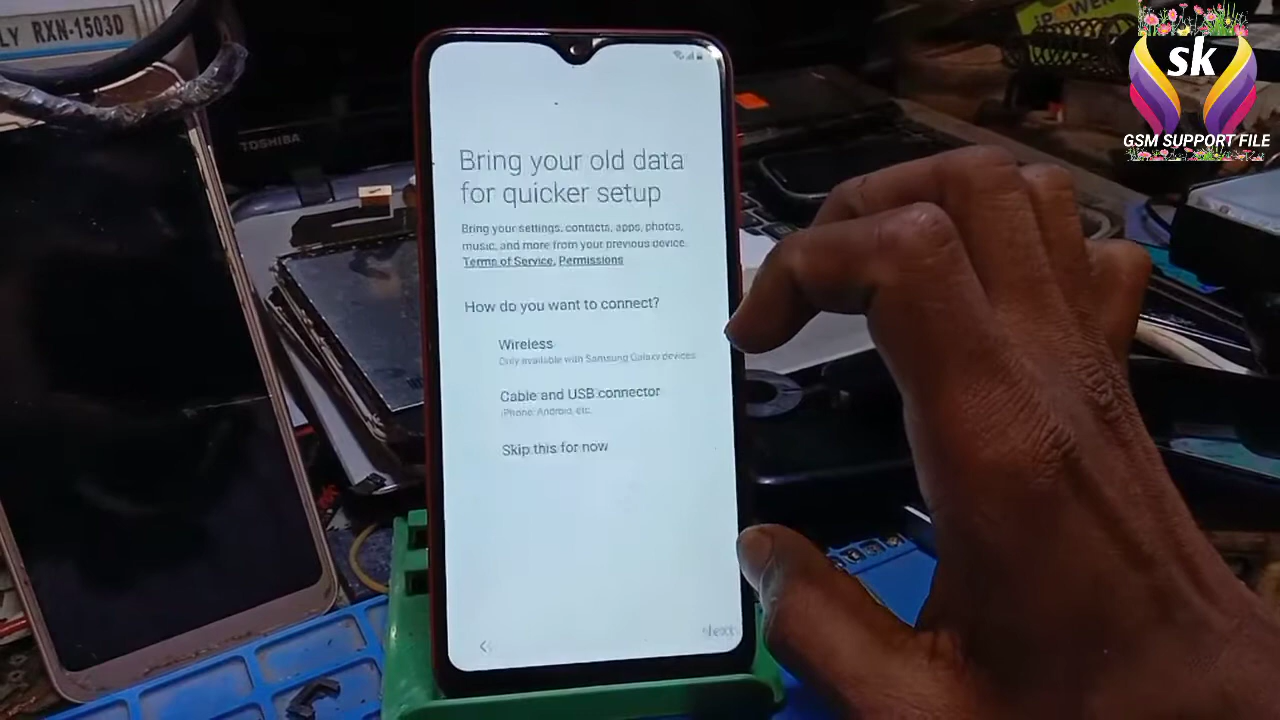 LY RXN-1503D
TOSHIBA
iPOWER
sk
GSM SUPPORT FILE
Bring your old data
for quicker setup
Bring your settings, contacts, apps, photos,
music, and more from your previous device.
Terms of Service, Permissions
How do you want to connect?
Wireless
Only available with Samsung Galaxy devices
Cable and USB connector
iPhone, Android, etc.
Skip this for now
Next